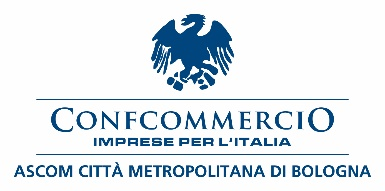 CONFCOMMERCIO
IMPRESE PER L'ITALIA
ASCOM CITTÀ METROPOLITANA DI BOLOGNA